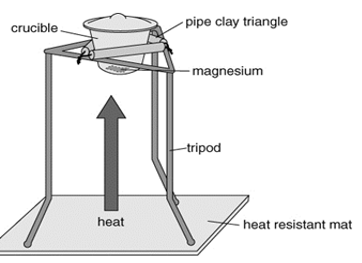 crucible
pipe clay triangle
magnesium
tripod
heat
heat resistant mat